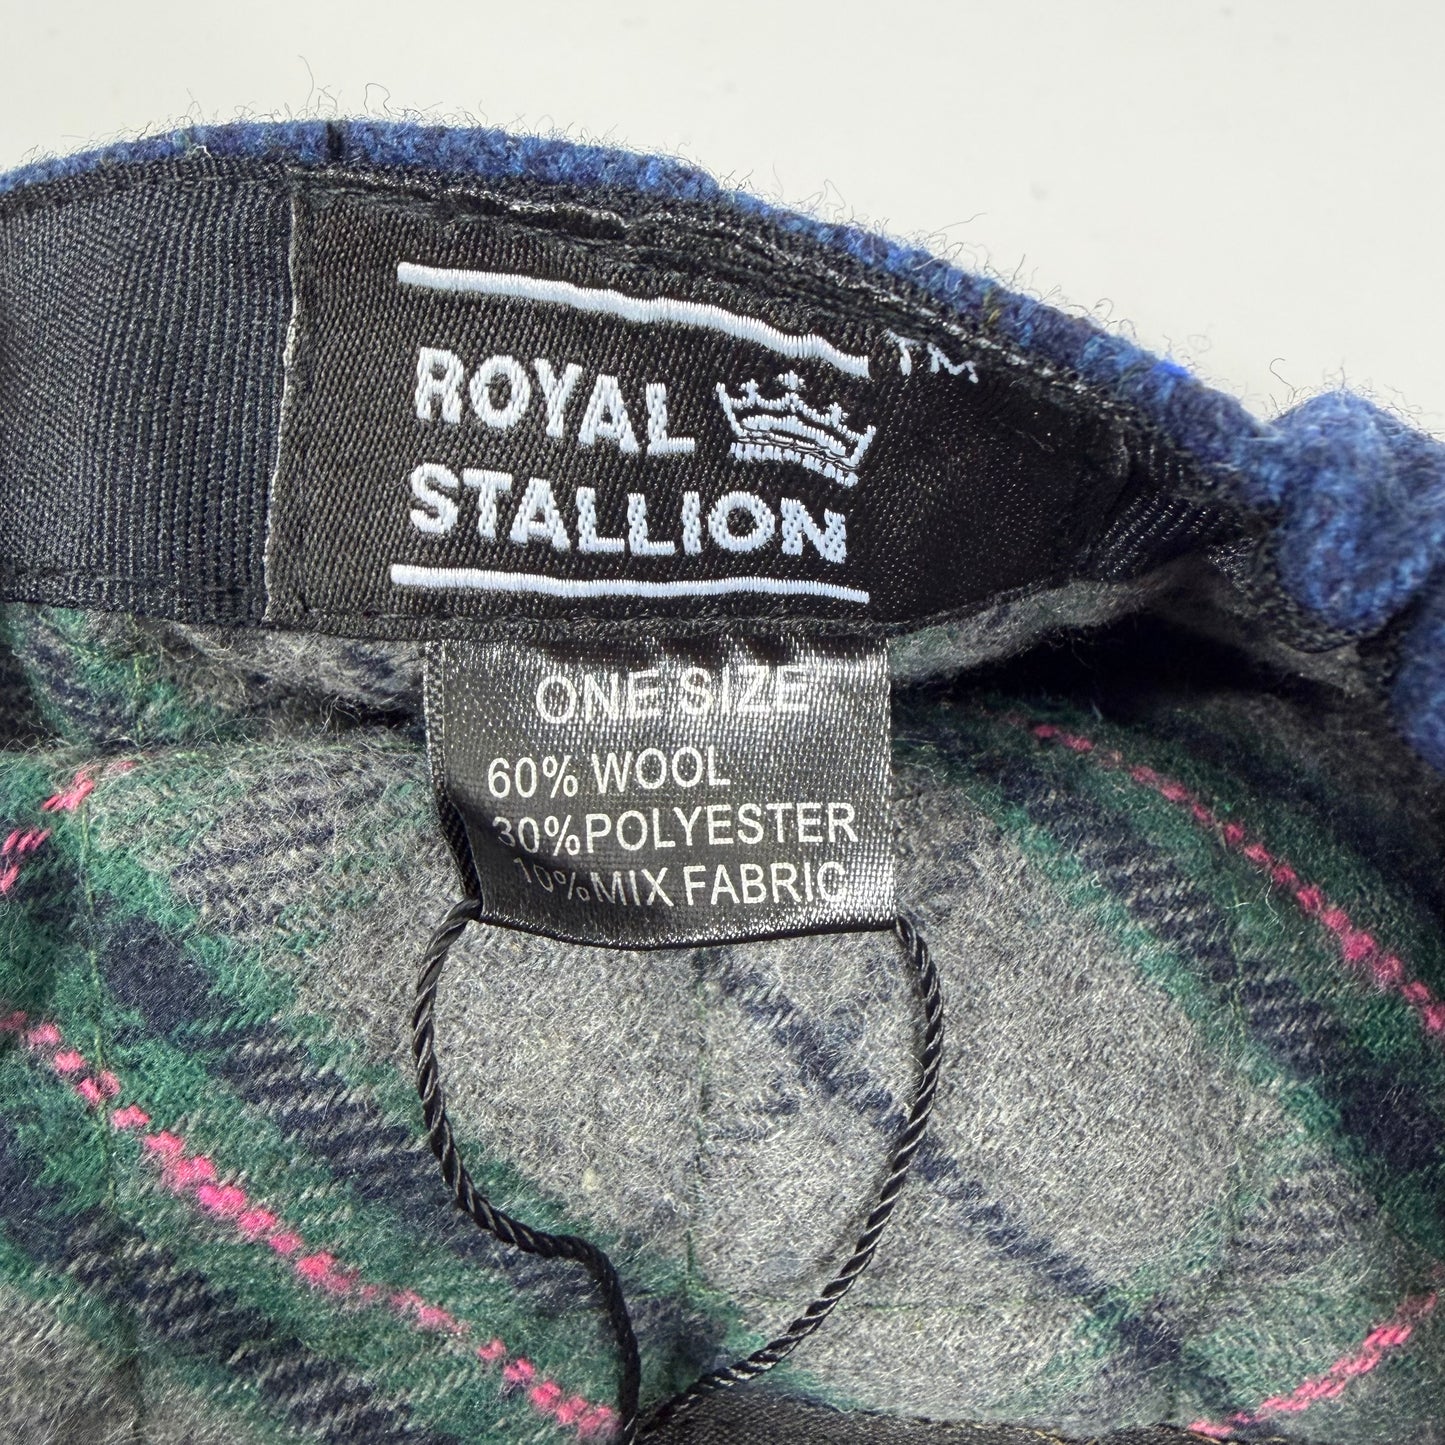 ROYAL
STALLION
TM
ONE SIZE
60% WOOL
30%POLYESTER
10%MIX FABRIC